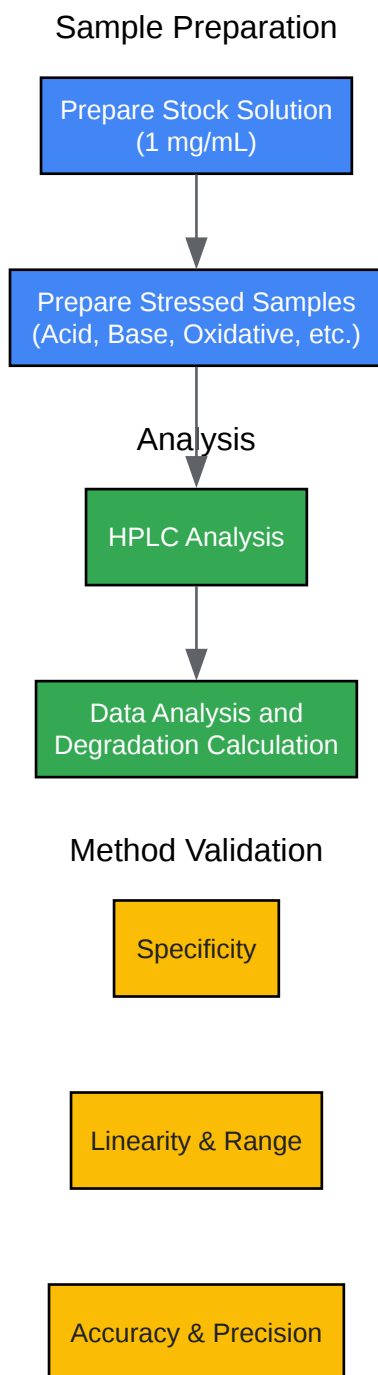 Sample Preparation
Prepare Stock Solution
(1 mg/mL)
Prepare Stressed Samples
(Acid, Base, Oxidative, etc.)
Analysis
HPLC Analysis
Data Analysis and
Degradation Calculation
Method Validation
Specificity
Linearity & Range
Accuracy & Precision